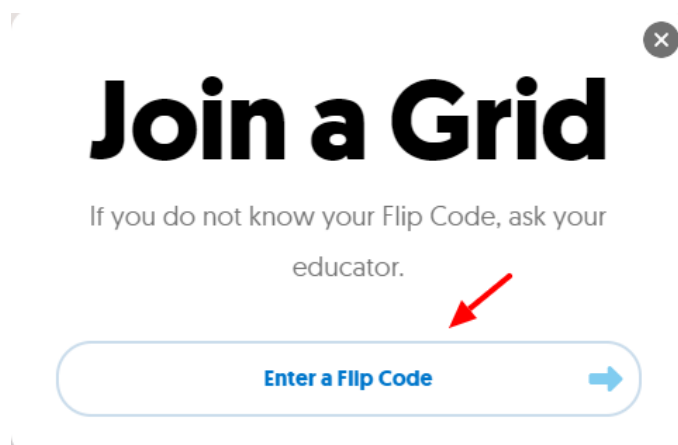 Join a Grid
If you do not know your Flip Code, ask your
educator.
Enter a Flip Code